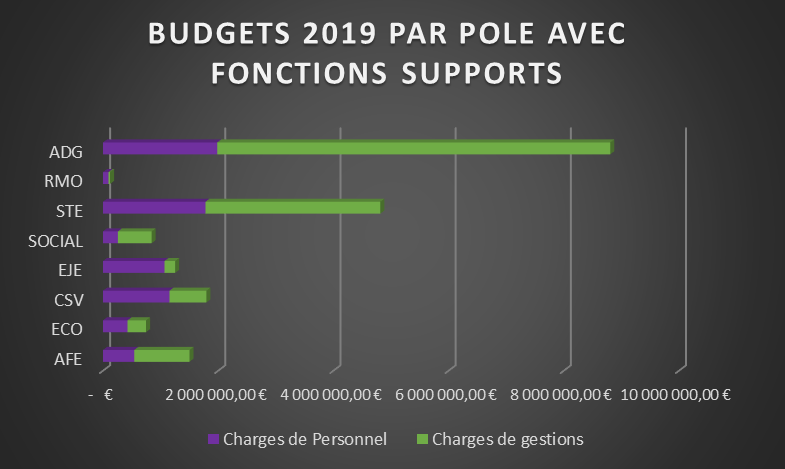 BUDGETS 2019 PAR POLE AVEC
FONCTIONS SUPPORTS
ADG
RMO
STE
SOCIAL
EJE
CSV
ECO
AFE
- € 2 000 000,00 € 4 000 000,00 € 6 000 000,00 € 8 000 000,00 € 10 000 000,00 €
Charges de Personnel Charges de gestions